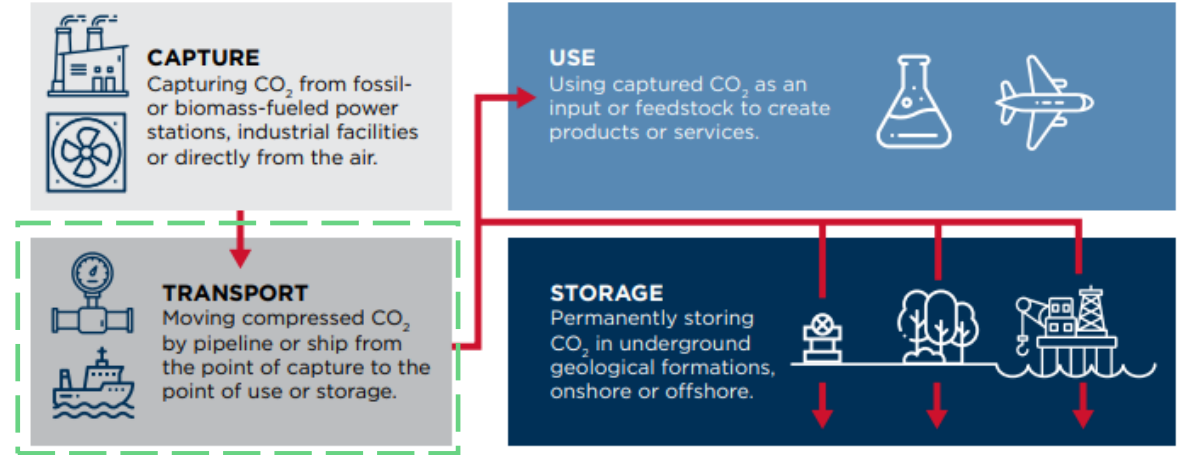 CAPTURE
Capturing CO₂ from fossil-
or biomass-fueled power
stations, industrial facilities
or directly from the air.
USE
Using captured CO₂ as an
input or feedstock to create
products or services.
TRANSPORT
Moving compressed CO₂
by pipeline or ship from
the point of capture to the
point of use or storage.
STORAGE
Permanently storing
CO₂ in underground
geological formations,
onshore or offshore.